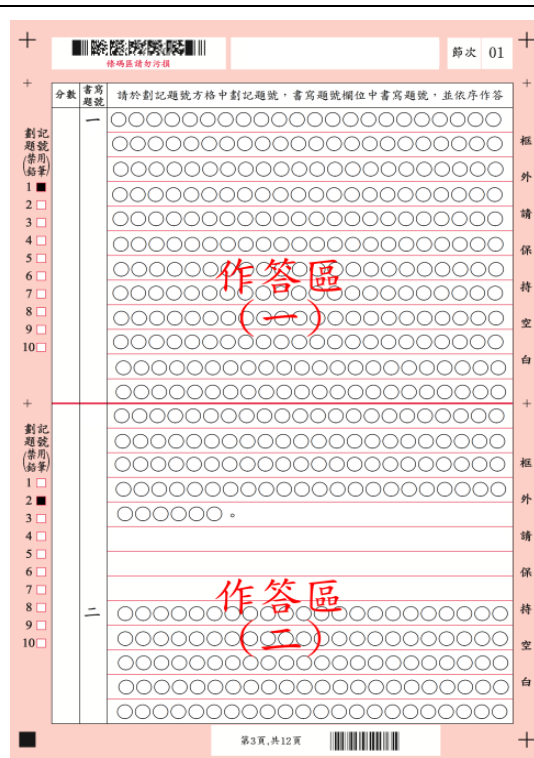 條碼區請勿污損
節次 01
分數 書寫題號 請於劃記題號方格中劃記題號，書寫題號欄位中書寫題號，並依序作答
一 ○○○○○○○○○○○○○○○○○○○○○
○○○○○○○○○○○○○○○○○○○○○
○○○○○○○○○○○○○○○○○○○○○
○○○○○○○○○○○○○○○○○○○○○
○○○○○○○○○○○○○○○○○○○○○
○○○○○○○○○○○○○○○○○○○○○
○○○○○○○○○○○○○○○○○○○○○
○○○○○○○○○○○○○○○○○○○○○
○○○○○○○○○○○○○○○○○○○○○
○○○○○○○○○○○○○○○○○○○○○
○○○○○○○○○○○○○○○○○○○○○
○○○○○○○○○○○○○○○○○○○○○
劃記題號
(禁用鉛筆)
1 ■
2 □
3 □
4 □
5 □
6 □
7 □
8 □
9 □
10 □
作答區
(一)
框外請保持空白
○○○○○○○○○○○○○○○○○○○○○
○○○○○○○○○○○○○○○○○○○○○
○○○○○○○○○○○○○○○○○○○○○
○○○○○○○○○○○○○○○○○○○○○
○○○○○○。
劃記題號
(禁用鉛筆)
1 □
2 ■
3 □
4 □
5 □
6 □
7 □
8 □
9 □
10 □
作答區
(二)
二 ○○○○○○○○○○○○○○○○○○○○○
○○○○○○○○○○○○○○○○○○○○○
○○○○○○○○○○○○○○○○○○○○○
○○○○○○○○○○○○○○○○○○○○○
○○○○○○○○○○○○○○○○○○○○○
框外請保持空白
第3頁,共12頁